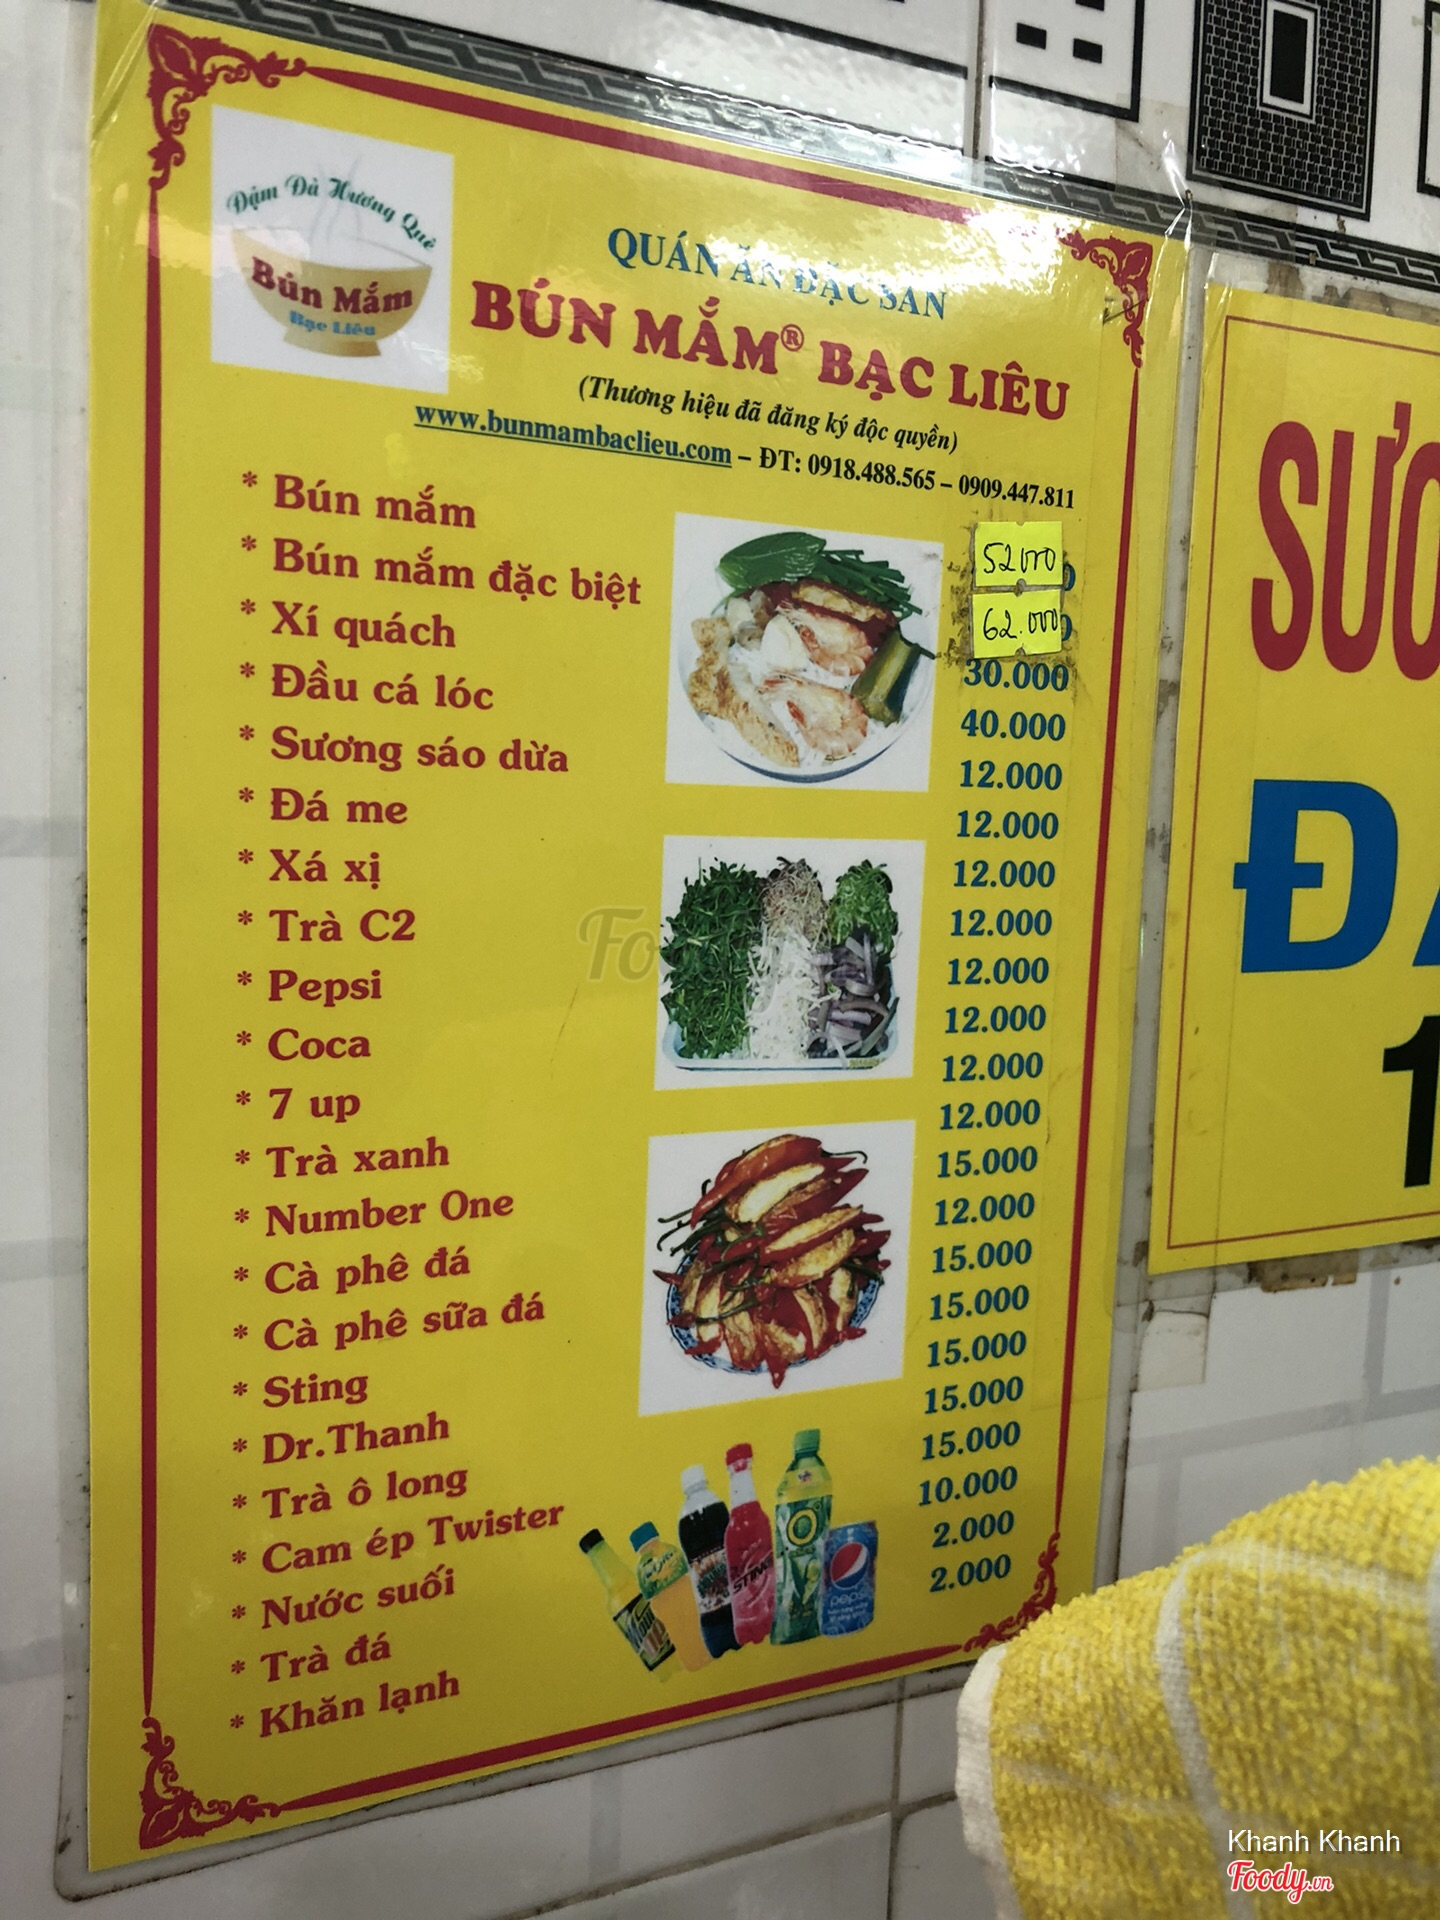 Đậm Đà Hương Quê
Bún Mắm
Bạc Liêu
QUÁN ĂN ĐẶC SẢN
BÚN MẮM® BẠC LIÊU
(Thương hiệu đã đăng ký độc quyền)
www.bunmambaclieu.com – ĐT: 0918.488.565 – 0909.447.811
* Bún mắm 52000
* Bún mắm đặc biệt 62.000
* Xí quách 30.000
* Đầu cá lóc 40.000
* Sương sáo dừa 12.000
* Đá me 12.000
* Xá xị 12.000
* Trà C2 12.000
* Pepsi 12.000
* Coca 12.000
* 7 up 12.000
* Trà xanh 12.000
* Number One 15.000
* Cà phê đá 12.000
* Cà phê sữa đá 15.000
* Sting 15.000
* Dr.Thanh 15.000
* Trà ô long 15.000
* Cam ép Twister 15.000
* Nước suối 10.000
* Trà đá 2.000
* Khăn lạnh 2.000
STING
pepsi
SƯƠ
ĐÁ
1
Foody
Khanh Khanh
Foody.vn